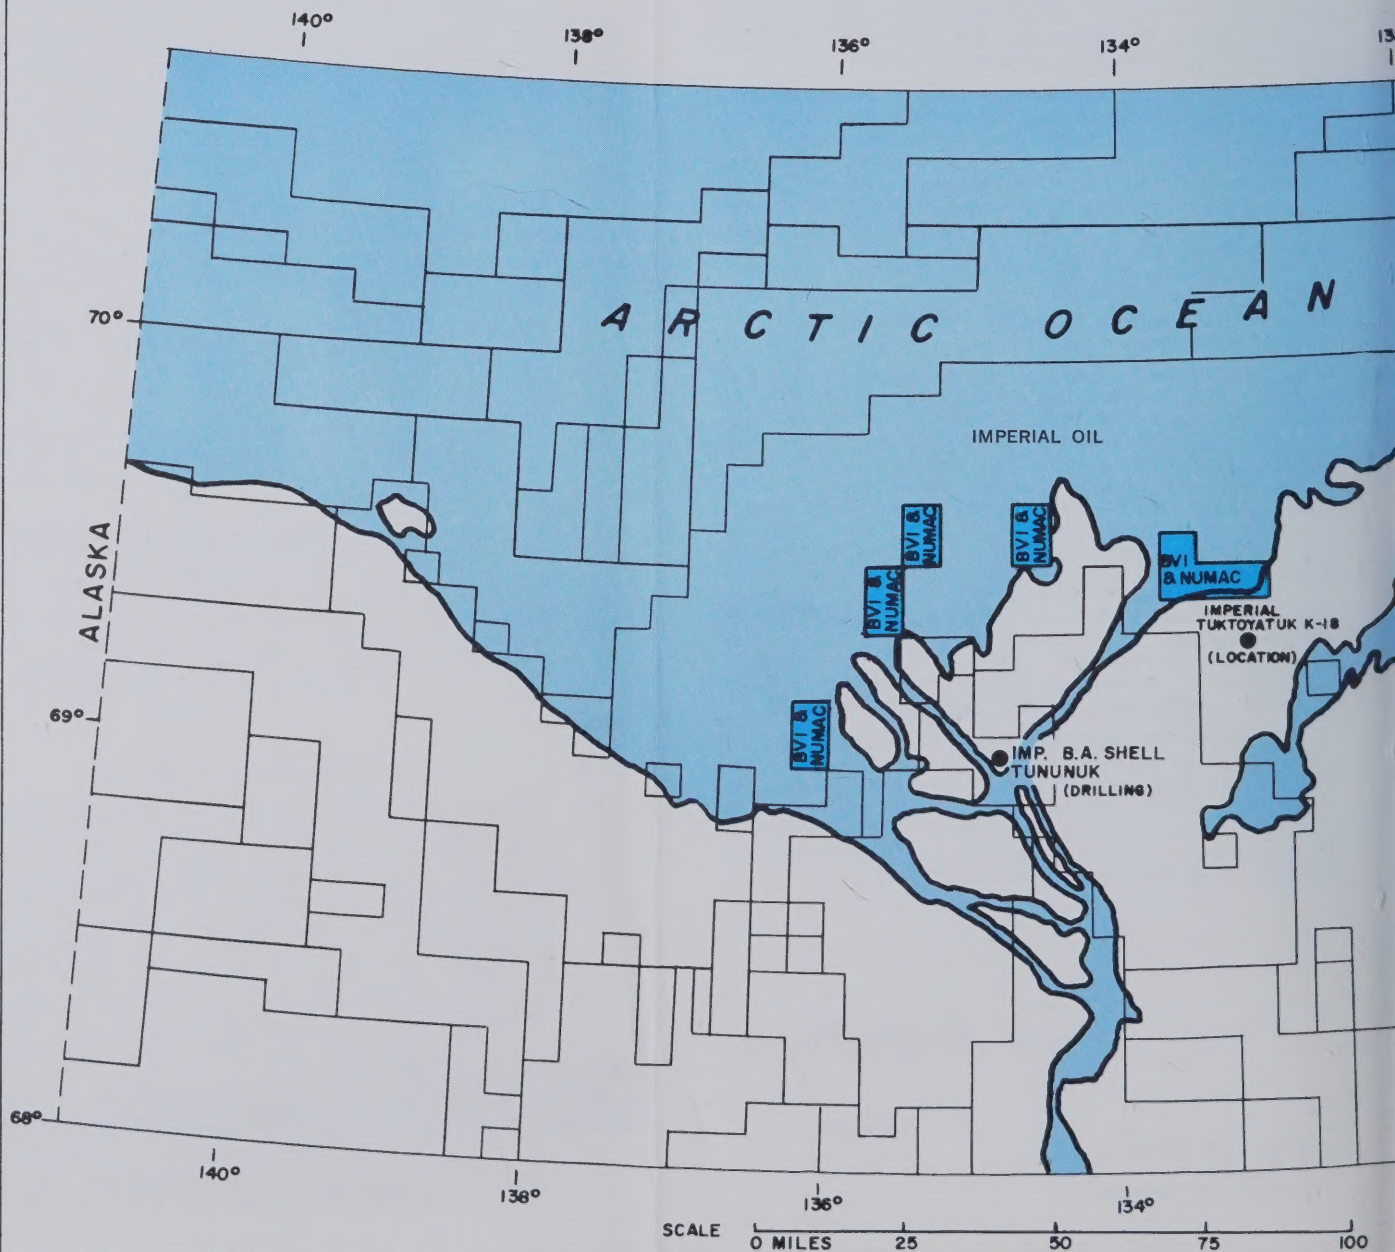 140°
138°
136°
134°
70°
ARCTIC OCEAN
IMPERIAL OIL
BVI &
NUMAC
BVI &
NUMAC
BVI
& NUMAC
BVI &
NUMAC
ALASKA
IMPERIAL
TUKTOYATUK K-18
(LOCATION)
69°
BVI &
NUMAC
IMP. B.A. SHELL
TUNUNUK
(DRILLING)
68°
140°
138°
136°
134°
SCALE
0 MILES 25 50 75 100